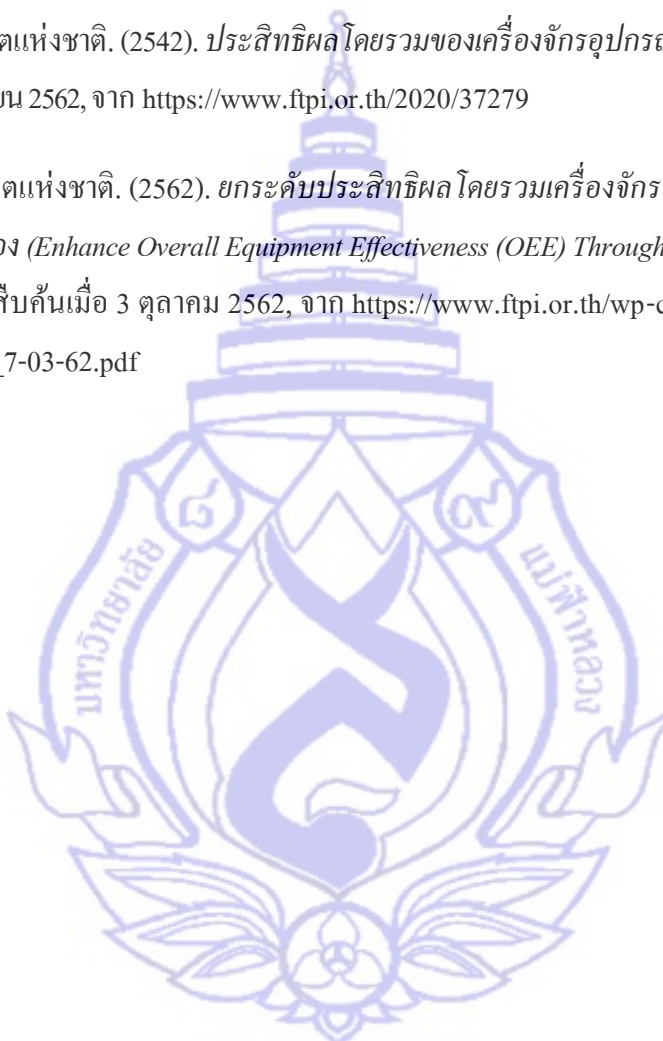 ตแห่งชาติ. (2542). ประสิทธิผลโดยรวมของเครื่องจักรอุปกรณ์
ยน 2562, จาก https://www.ftpi.or.th/2020/37279
ตแห่งชาติ. (2562). ยกระดับประสิทธิผลโดยรวมเครื่องจักร
อง (Enhance Overall Equipment Effectiveness (OEE) Through
สืบค้นเมื่อ 3 ตุลาคม 2562, จาก https://www.ftpi.or.th/wp-c
_7-03-62.pdf
๘ ๙
มหาวิทยาลัย แม่ฟ้าหลวง